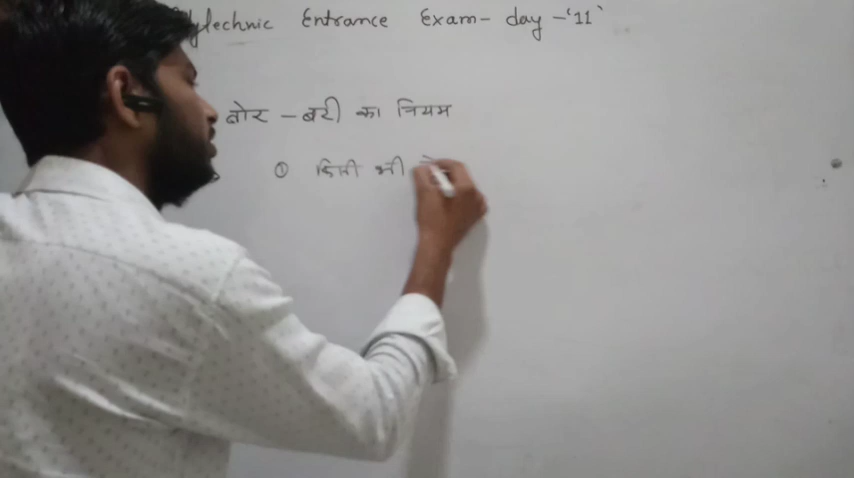 Polytechnic Entrance Exam - day - '11'
बोर - बरी का नियम
① किसी भी